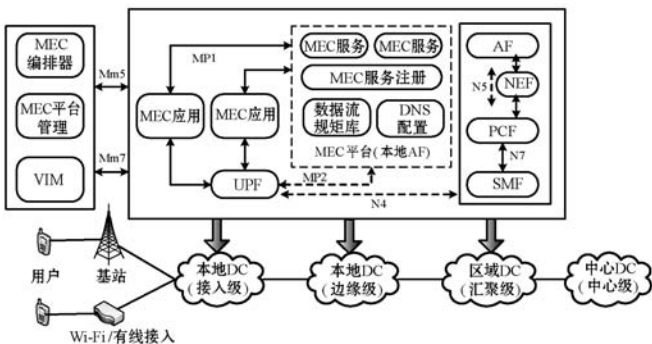 MEC
编排器
MEC平台
管理
VIM
Mm5
Mm7
MP1
MEC应用
MEC应用
UPF
MEC服务
MEC服务
MEC服务注册
数据流
规矩库
DNS
配置
MEC平台(本地AF)
MP2
N4
AF
N5
NEF
PCF
N7
SMF
用户
基站
Wi-Fi/有线接入
本地DC
(接入级)
本地DC
(边缘级)
区域DC
(汇聚级)
中心DC
(中心级)